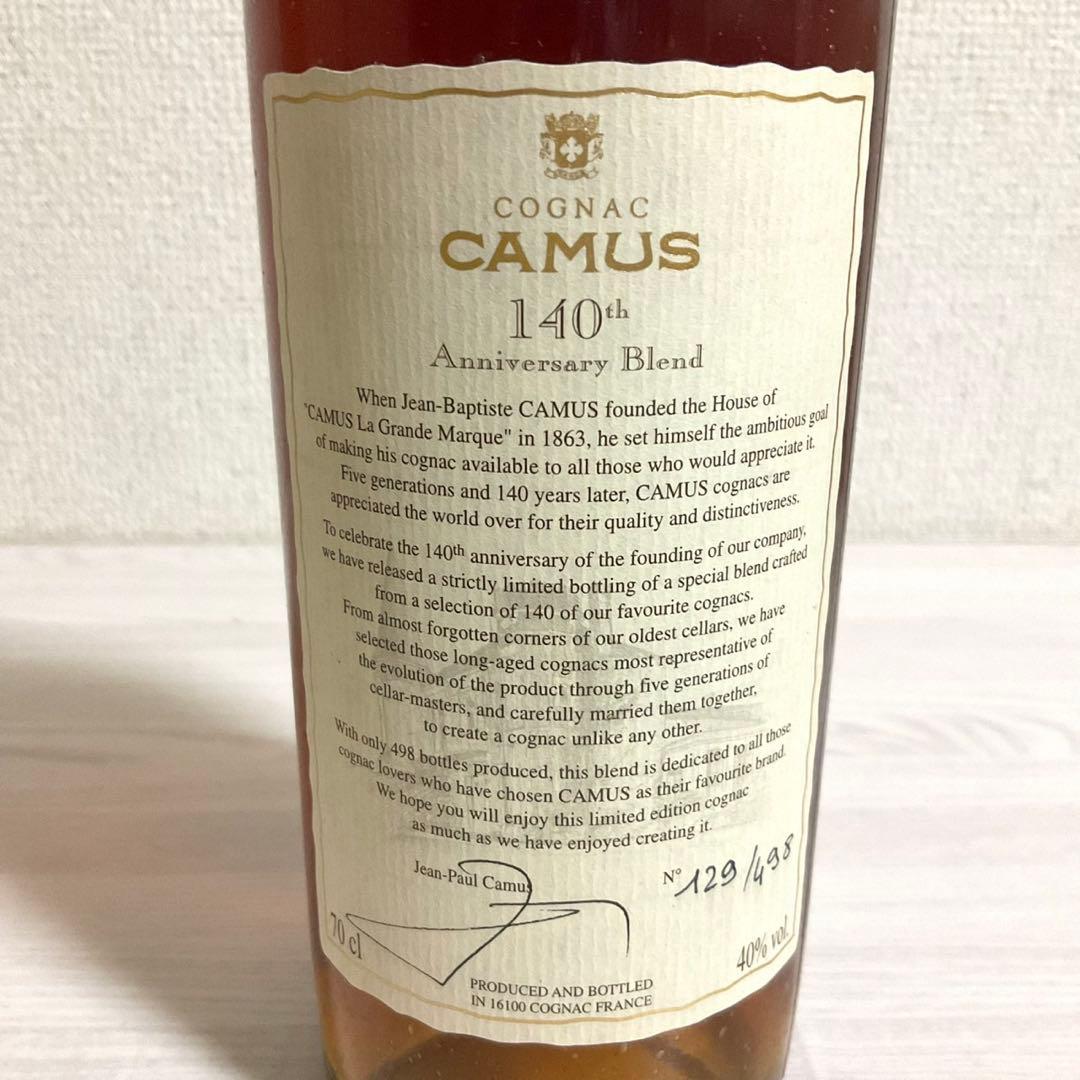 COGNAC
CAMUS
140th
Anniversary Blend
When Jean-Baptiste CAMUS founded the House of
"CAMUS La Grande Marque" in 1863, he set himself the ambitious goal
of making his cognac available to all those who would appreciate it.
Five generations and 140 years later, CAMUS cognacs are
appreciated the world over for their quality and distinctiveness.
To celebrate the 140th anniversary of the founding of our company,
we have released a strictly limited bottling of a special blend crafted
from a selection of 140 of our favourite cognacs.
From almost forgotten corners of our oldest cellars, we have
selected those long-aged cognacs most representative of
the evolution of the product through five generations of
cellar-masters, and carefully married them together,
to create a cognac unlike any other.
With only 498 bottles produced, this blend is dedicated to all those
cognac lovers who have chosen CAMUS as their favourite brand.
We hope you will enjoy this limited edition cognac
as much as we have enjoyed creating it.
Jean-Paul Camus
N° 129/498
70 cl
40% vol.
PRODUCED AND BOTTLED
IN 16100 COGNAC FRANCE